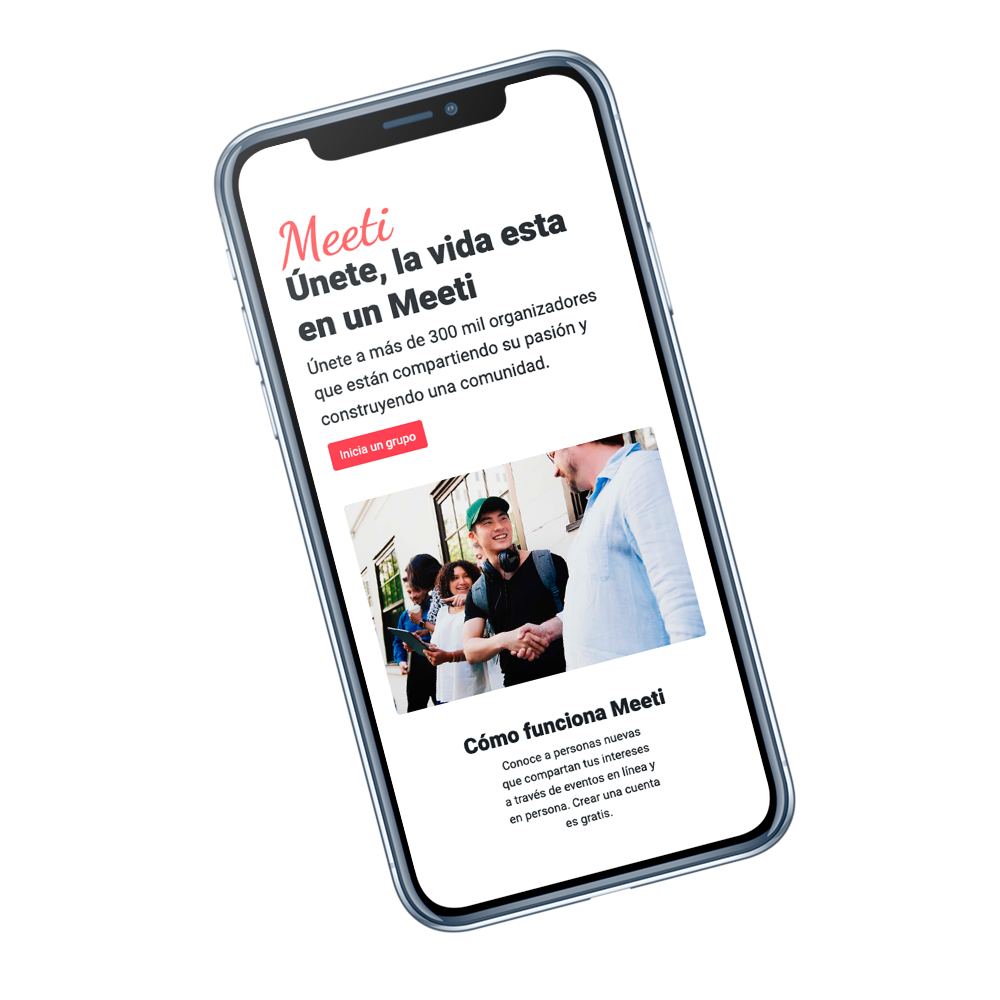 Meeti
Únete, la vida esta
en un Meeti
Únete a más de 300 mil organizadores
que están compartiendo su pasión y
construyendo una comunidad.
Inicia un grupo
Cómo funciona Meeti
Conoce a personas nuevas
que compartan tus intereses
a través de eventos en línea y
en persona. Crear una cuenta
es gratis.